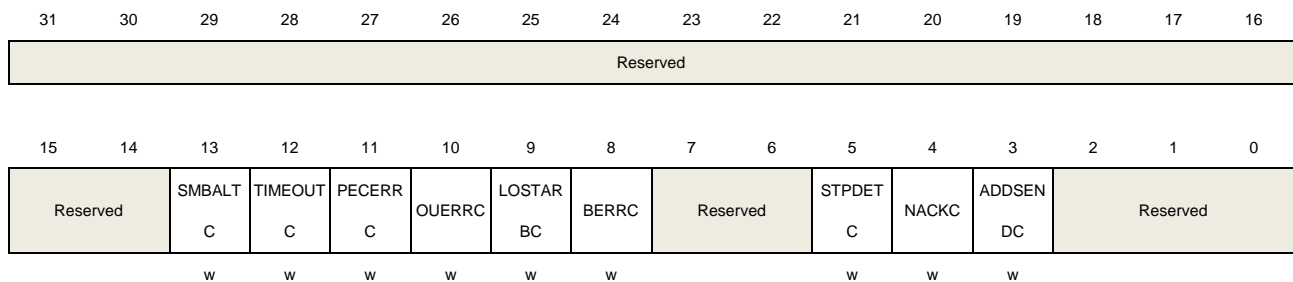 31 30 29 28 27 26 25 24 23 22 21 20 19 18 17 16
Reserved
15 14 13 12 11 10 9 8 7 6 5 4 3 2 1 0
Reserved SMBALT C TIMEOUT C PECERR C OUERRC LOSTAR BC BERRC Reserved STPDET C NACKC ADDSEN DC Reserved
w w w w w w w w w